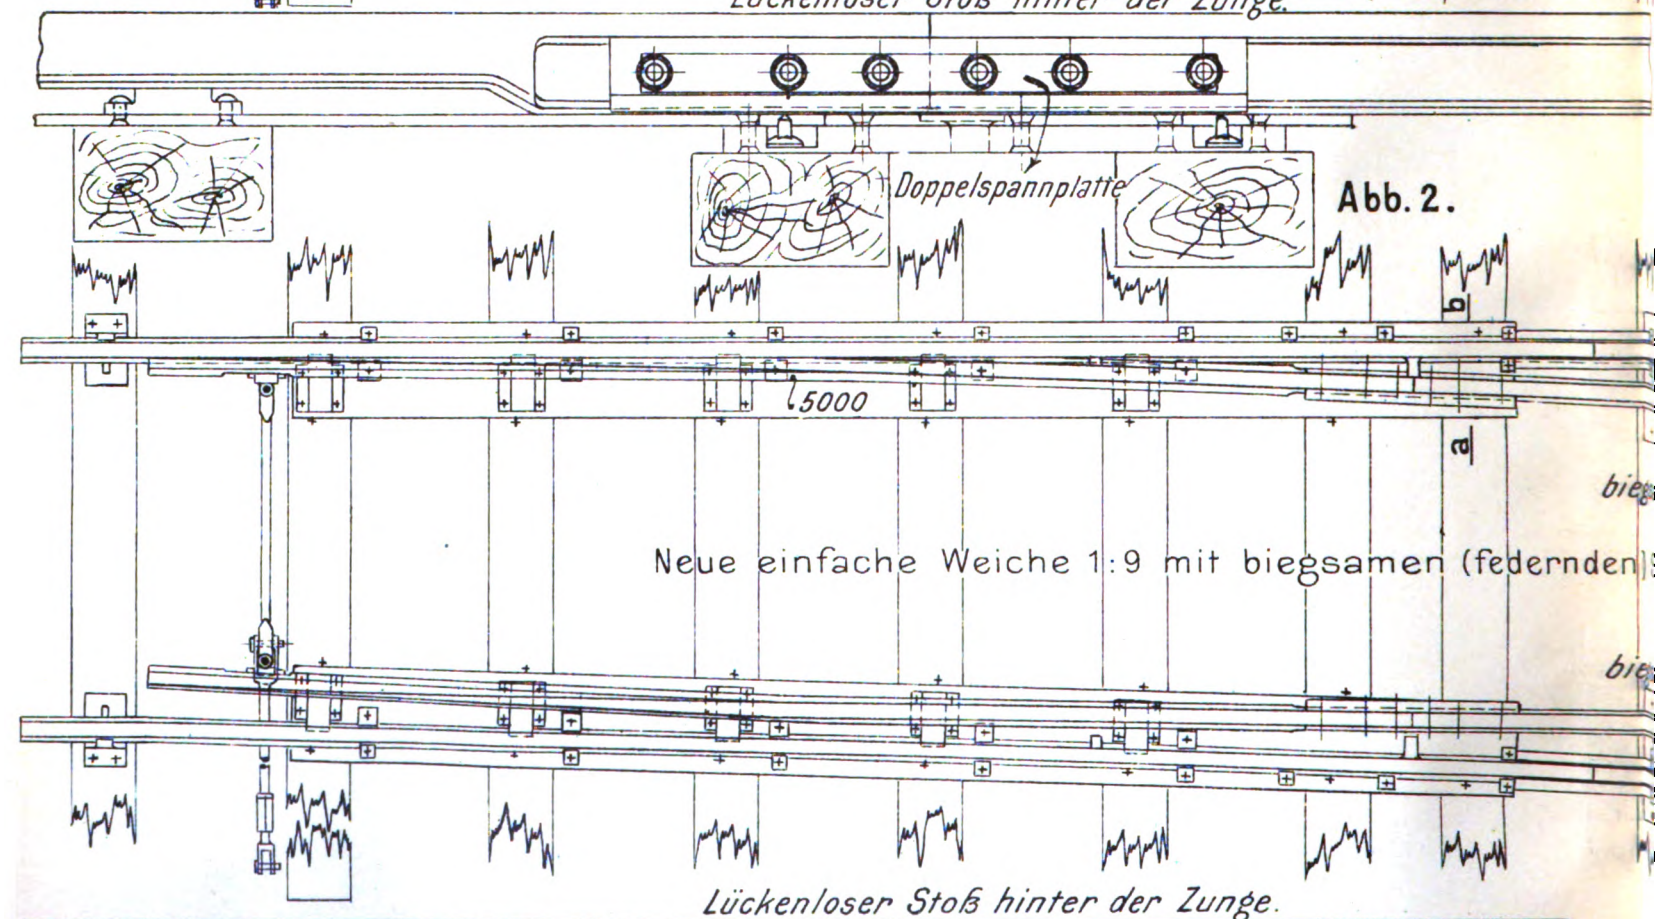 Lückenloser Stoß hinter der Zunge.
Doppelspannplatte
Abb. 2.
b
5000
a
Neue einfache Weiche 1:9 mit biegsamen (federnden)
Lückenloser Stoß hinter der Zunge.